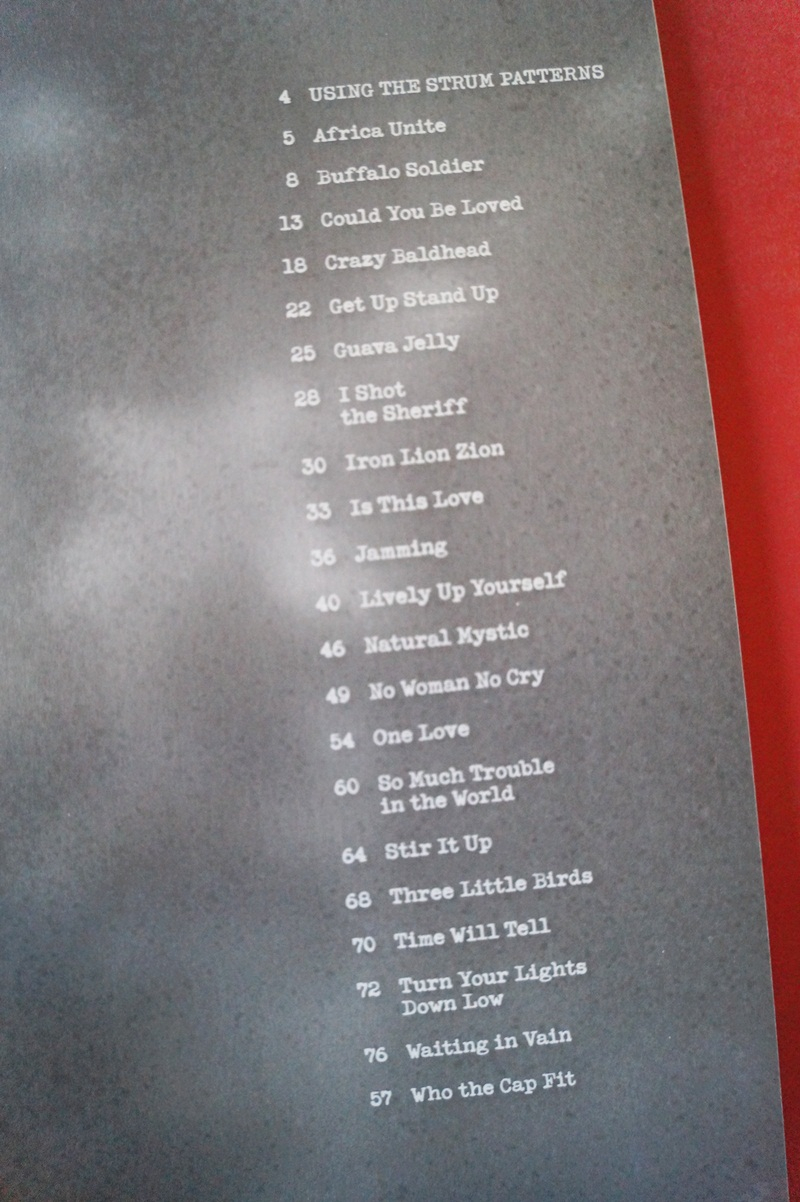 4 USING THE STRUM PATTERNS
5 Africa Unite
8 Buffalo Soldier
13 Could You Be Loved
18 Crazy Baldhead
22 Get Up Stand Up
25 Guava Jelly
28 I Shot
the Sheriff
30 Iron Lion Zion
33 Is This Love
36 Jamming
40 Lively Up Yourself
46 Natural Mystic
49 No Woman No Cry
54 One Love
60 So Much Trouble
in the World
64 Stir It Up
68 Three Little Birds
70 Time Will Tell
72 Turn Your Lights
Down Low
76 Waiting in Vain
57 Who the Cap Fit